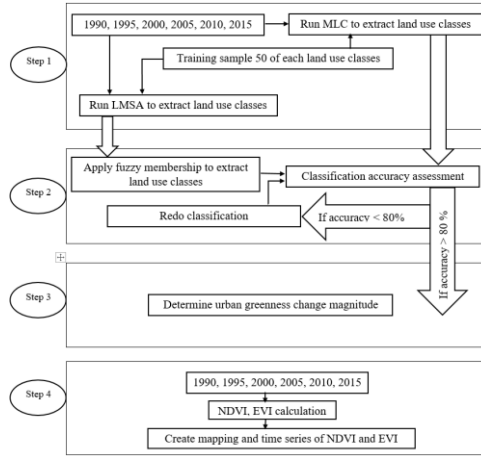 1990, 1995, 2000, 2005, 2010, 2015
Run MLC to extract land use classes
Step 1
Training sample 50 of each land use classes
Run LMSA to extract land use classes
Step 2
Apply fuzzy membership to extract
land use classes
Classification accuracy assessment
Redo classification
If accuracy < 80%
If accuracy > 80 %
Step 3
Determine urban greenness change magnitude
Step 4
1990, 1995, 2000, 2005, 2010, 2015
NDVI, EVI calculation
Create mapping and time series of NDVI and EVI